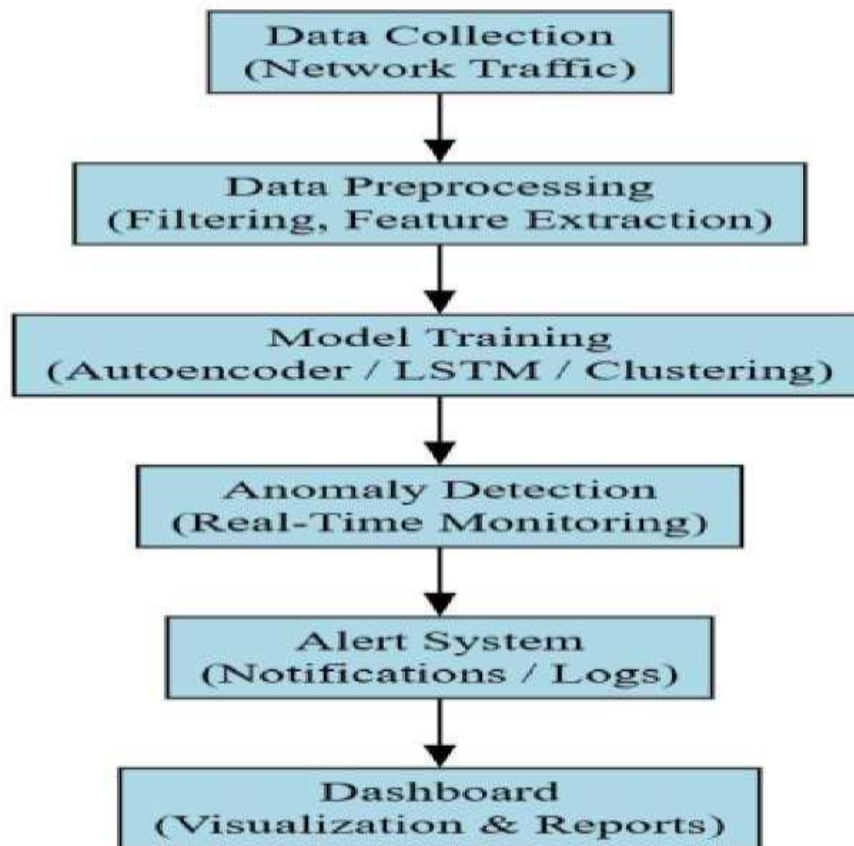 Data Collection
(Network Traffic)
Data Preprocessing
(Filtering, Feature Extraction)
Model Training
(Autoencoder / LSTM / Clustering)
Anomaly Detection
(Real-Time Monitoring)
Alert System
(Notifications / Logs)
Dashboard
(Visualization & Reports)